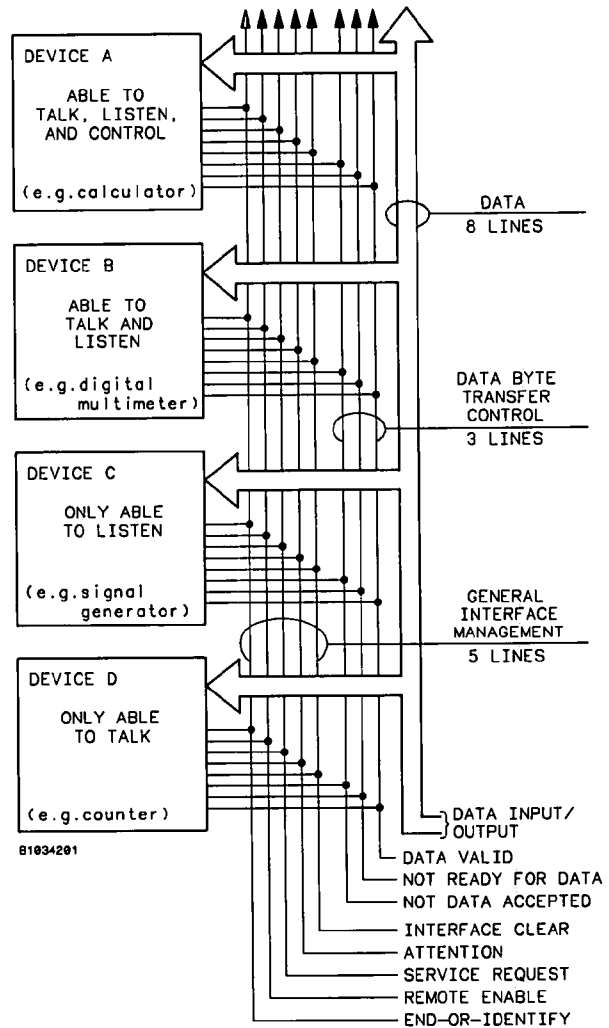 DEVICE A
ABLE TO
TALK, LISTEN,
AND CONTROL
(e.g.calculator)
DATA
8 LINES
DEVICE B
ABLE TO
TALK AND
LISTEN
(e.g.digital
multimeter)
DATA BYTE
TRANSFER
CONTROL
3 LINES
DEVICE C
ONLY ABLE
TO LISTEN
(e.g.signal
generator)
GENERAL
INTERFACE
MANAGEMENT
5 LINES
DEVICE D
ONLY ABLE
TO TALK
(e.g.counter)
B1034201
DATA INPUT/
OUTPUT
DATA VALID
NOT READY FOR DATA
NOT DATA ACCEPTED
INTERFACE CLEAR
ATTENTION
SERVICE REQUEST
REMOTE ENABLE
END-OR-IDENTIFY